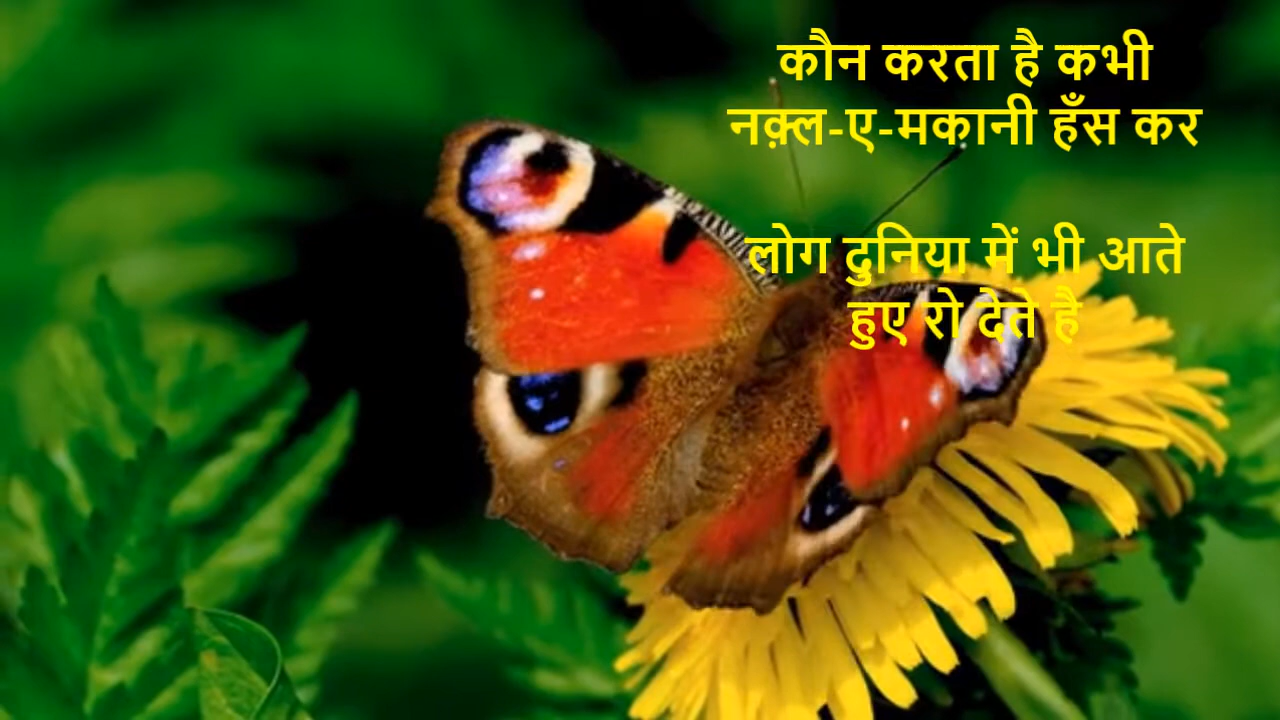 कौन करता है कभी
नक़्ल-ए-मकानी हँस कर
लोग दुनिया में भी आते
हुए रो देते है